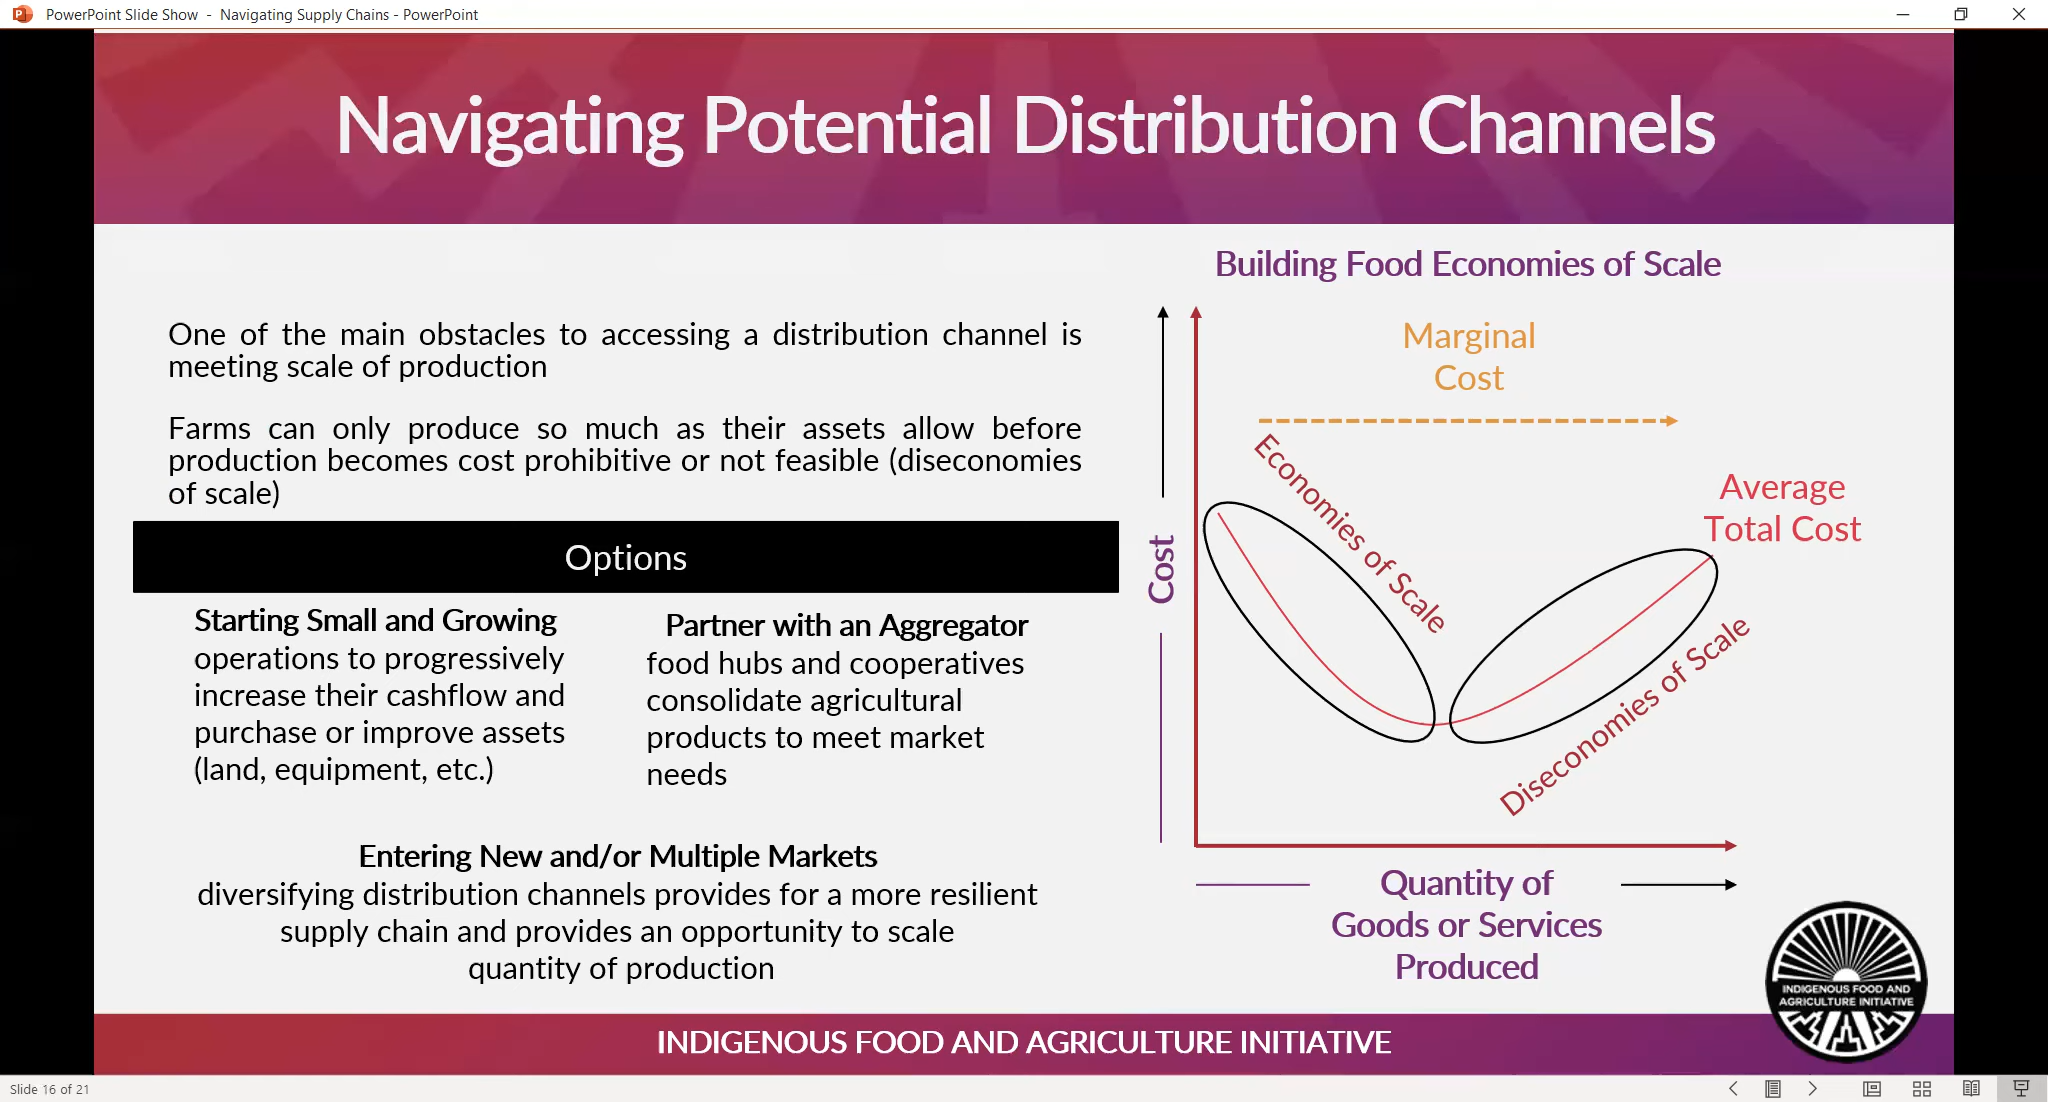 PowerPoint Slide Show - Navigating Supply Chains - PowerPoint
Navigating Potential Distribution Channels
One of the main obstacles to accessing a distribution channel is
meeting scale of production
Farms can only produce so much as their assets allow before
production becomes cost prohibitive or not feasible (diseconomies
of scale)
Options
Starting Small and Growing
operations to progressively
increase their cashflow and
purchase or improve assets
(land, equipment, etc.)
Partner with an Aggregator
food hubs and cooperatives
consolidate agricultural
products to meet market
needs
Entering New and/or Multiple Markets
diversifying distribution channels provides for a more resilient
supply chain and provides an opportunity to scale
quantity of production
Building Food Economies of Scale
Marginal
Cost
Economies of Scale
Average
Total Cost
Cost
Diseconomies of Scale
Quantity of
Goods or Services
Produced
INDIGENOUS FOOD AND
AGRICULTURE INITIATIVE
INDIGENOUS FOOD AND AGRICULTURE INITIATIVE
Slide 16 of 21